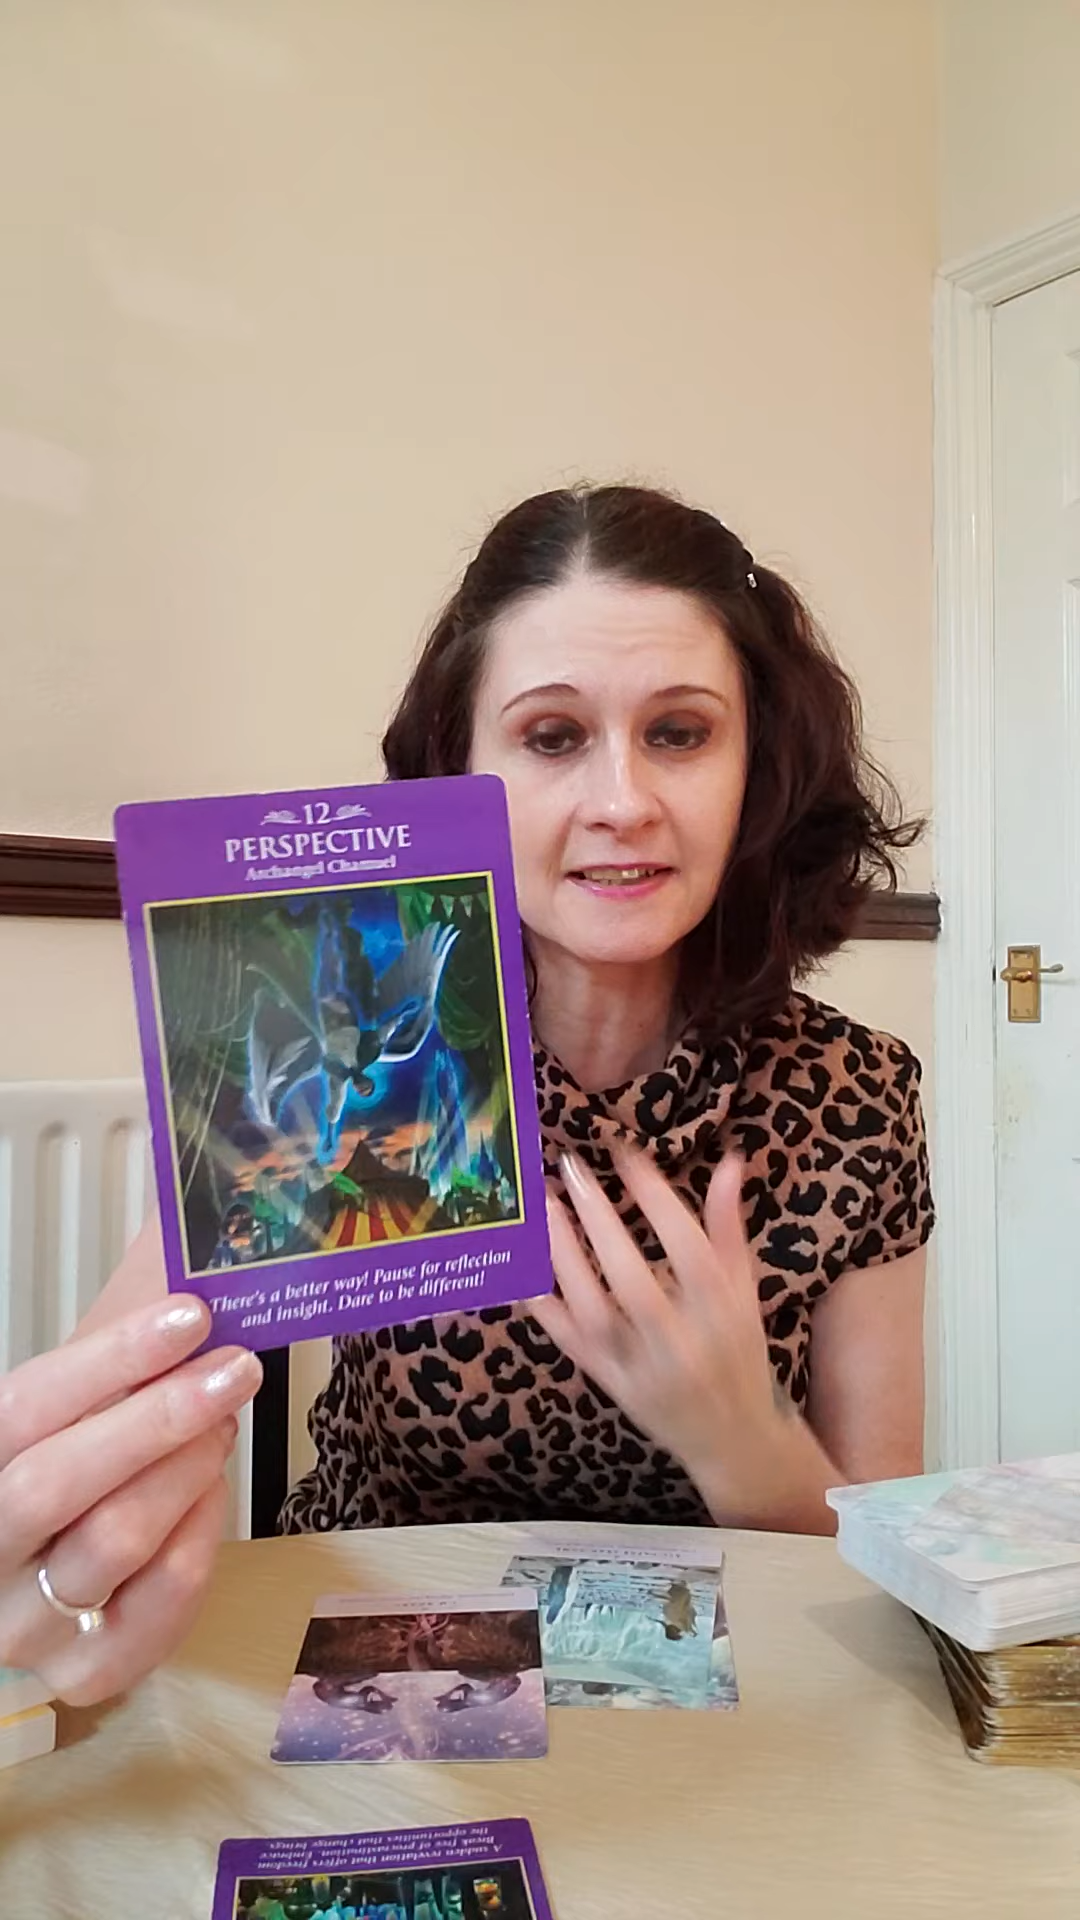 12
PERSPECTIVE
Archangel Chamuel
There's a better way! Pause for reflection
and insight. Dare to be different!
A sudden revelation that offers freedom.
Break free of procrastination. Embrace
the opportunities that change brings.